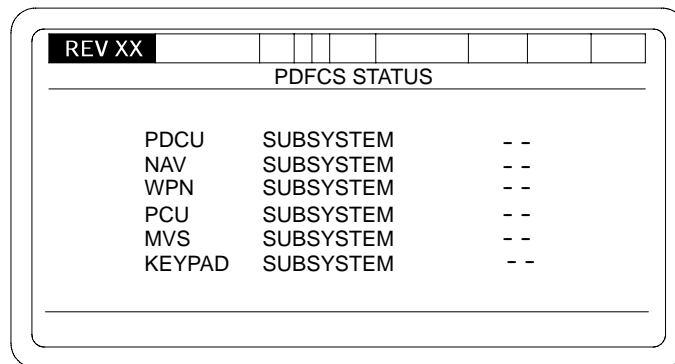 REV XX
PDFCS STATUS
PDCU SUBSYSTEM - -
NAV SUBSYSTEM - -
WPN SUBSYSTEM - -
PCU SUBSYSTEM - -
MVS SUBSYSTEM - -
KEYPAD SUBSYSTEM - -